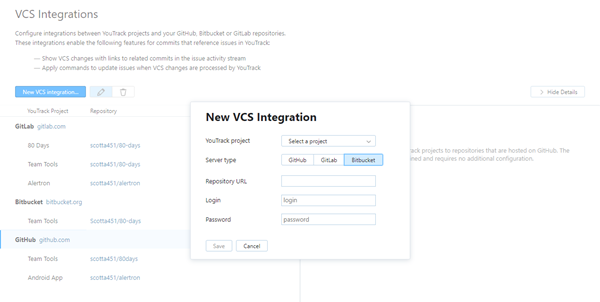 VCS Integrations
Configure integrations between YouTrack projects and your GitHub, Bitbucket or GitLab repositories.
These integrations enable the following features for commits that reference issues in YouTrack:
— Show VCS changes with links to related commits in the issue activity stream
— Apply commands to update issues when VCS changes are processed by YouTrack
New VCS integration...
Hide Details
YouTrack Project Repository
GitLab gitlab.com
80 Days scotta451/80-days
Team Tools scotta451/80-days
Alertron scotta451/alertron
Bitbucket bitbucket.org
Team Tools Scotta451/80-days
GitHub github.com
Team Tools scotta451/80days
Android App scotta451/alertron
New VCS Integration
YouTrack project Select a project
Server type GitHub GitLab Bitbucket
Repository URL
Login login
Password password
Save Cancel
rack projects to repositories that are hosted on GitHub. The
ned and requires no additional configuration.